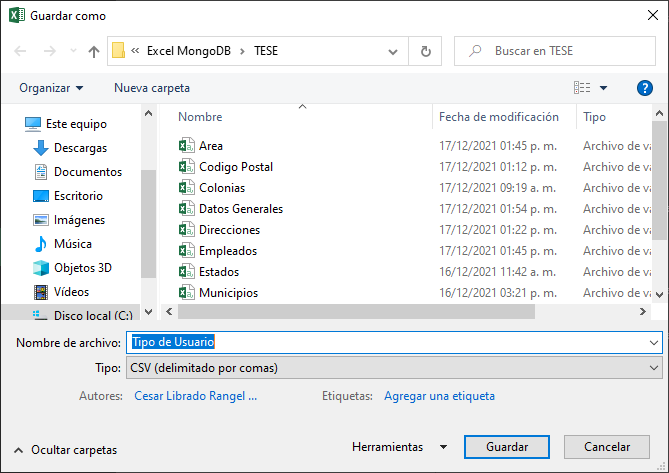 Guardar como
« Excel MongoDB > TESE
Buscar en TESE
Organizar
Nueva carpeta
?
Este equipo
Descargas
Documentos
Escritorio
Imágenes
Música
Objetos 3D
Vídeos
Disco local (C:)
Nombre Fecha de modificación Tipo
Area 17/12/2021 01:45 p. m. Archivo de va
Codigo Postal 17/12/2021 01:12 p. m. Archivo de va
Colonias 17/12/2021 09:19 a. m. Archivo de va
Datos Generales 17/12/2021 01:54 p. m. Archivo de va
Direcciones 17/12/2021 01:22 p. m. Archivo de va
Empleados 17/12/2021 01:45 p. m. Archivo de va
Estados 16/12/2021 11:42 a. m. Archivo de va
Municipios 16/12/2021 03:21 p. m. Archivo de va
Nombre de archivo: Tipo de Usuario
Tipo: CSV (delimitado por comas)
Autores: Cesar Librado Rangel ... Etiquetas: Agregar una etiqueta
Ocultar carpetas
Herramientas
Guardar
Cancelar